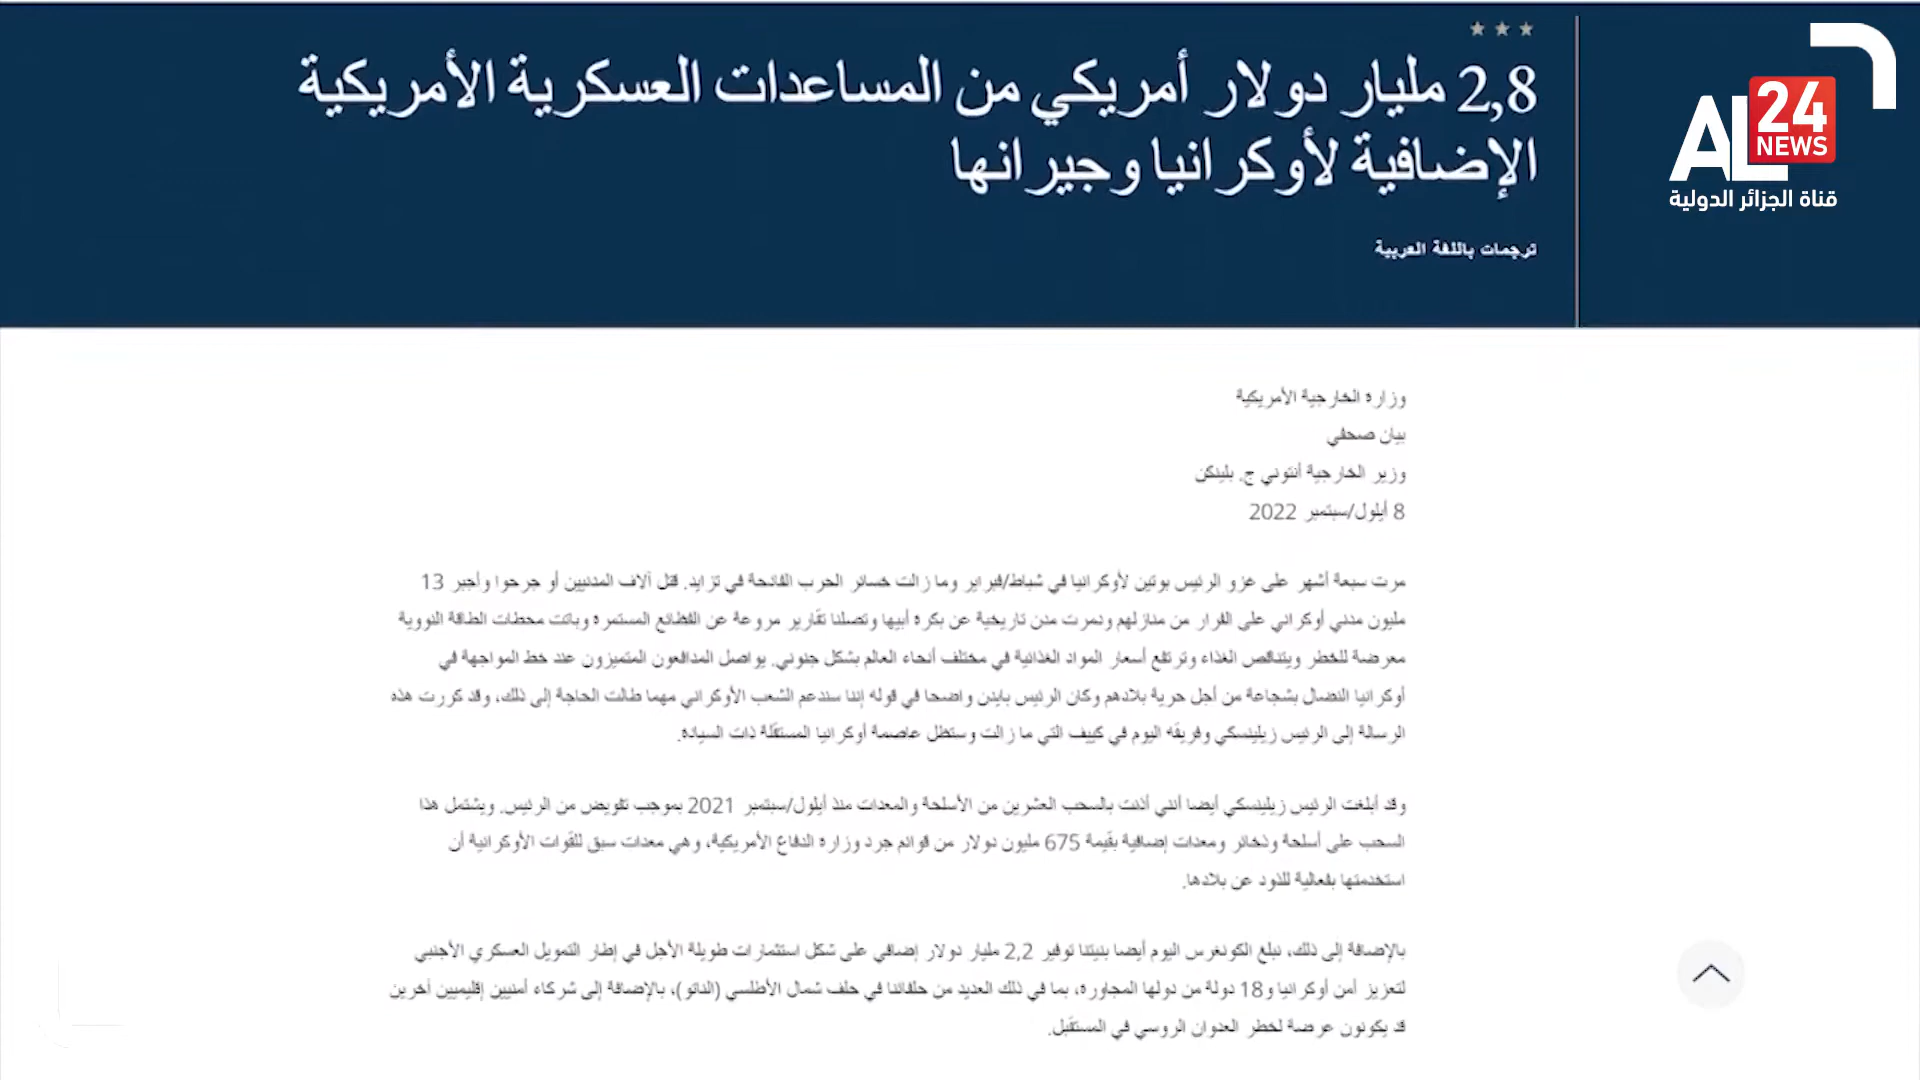 2,8 مليار دولار أمريكي من المساعدات العسكرية الأمريكية
الإضافية لأوكرانيا وجيرانها
ترجمات باللغة العربية
AL
24
NEWS
قناة الجزائر الدولية
وزارة الخارجية الأمريكية
بيان صحفي
وزير الخارجية أنتوني ج. بلينكن
8 أيلول/سبتمبر 2022
مرت سبعة أشهر على غزو الرئيس بوتين لأوكرانيا في شباط/فبراير وما زالت خسائر الحرب الفادحة في تزايد. قتل آلاف المدنيين أو جرحوا وأجبر 13
مليون مدني أوكراني على الفرار من منازلهم ودمرت مدن تاريخية عن بكرة أبيها وتصلنا تقارير مروعة عن الفظائع المستمرة وباتت محطات الطاقة النووية
معرضة للخطر ويتناقص الغذاء وترتفع أسعار المواد الغذائية في مختلف أنحاء العالم بشكل جنوني. يواصل المدافعون المتميزون عند خط المواجهة في
أوكرانيا النضال بشجاعة من أجل حرية بلادهم وكان الرئيس بايدن واضحا في قوله إننا سندعم الشعب الأوكراني مهما طالت الحاجة إلى ذلك، وقد كررت هذه
الرسالة إلى الرئيس زيلينسكي وفريقه اليوم في كييف التي ما زالت وستظل عاصمة أوكرانيا المستقلة ذات السيادة.
وقد أبلغت الرئيس زيلينسكي أيضا أنني أذنت بالسحب العشرين من الأسلحة والمعدات منذ أيلول/سبتمبر 2021 بموجب تفويض من الرئيس. ويشتمل هذا
السحب على أسلحة وذخائر ومعدات إضافية بقيمة 675 مليون دولار من قوائم جرد وزارة الدفاع الأمريكية، وهي معدات سبق للقوات الأوكرانية أن
استخدمتها بفعالية للذود عن بلادها.
بالإضافة إلى ذلك، نبلغ الكونغرس اليوم أيضا بنيتنا توفير 2,2 مليار دولار إضافي على شكل استثمارات طويلة الأجل في إطار التمويل العسكري الأجنبي
لتعزيز أمن أوكرانيا و18 دولة من دولها المجاورة، بما في ذلك العديد من حلفائنا في حلف شمال الأطلسي (الناتو)، بالإضافة إلى شركاء أمنيين إقليميين آخرين
قد يكونون عرضة لخطر العدوان الروسي في المستقبل.